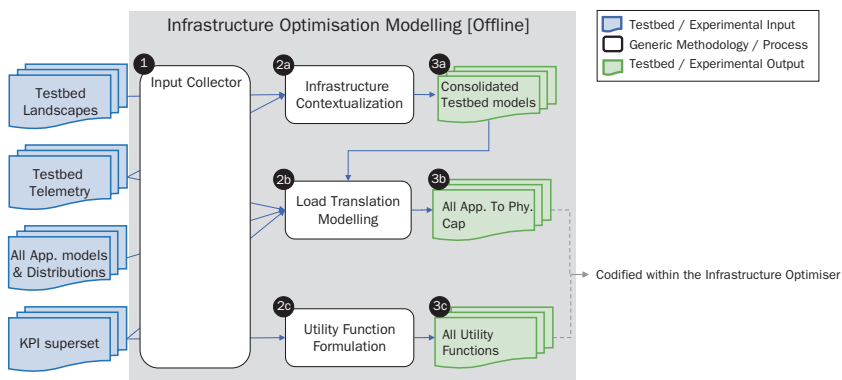 Infrastructure Optimisation Modelling [Offline]
Testbed / Experimental Input
Generic Methodology / Process
Testbed / Experimental Output
1
Input Collector
2a
Infrastructure
Contextualization
3a
Consolidated
Testbed models
Testbed
Landscapes
Testbed
Telemetry
2b
Load Translation
Modelling
3b
All App. To Phy.
Cap
All App. models
& Distributions
Codified within the Infrastructure Optimiser
KPI superset
2c
Utility Function
Formulation
3c
All Utility
Functions